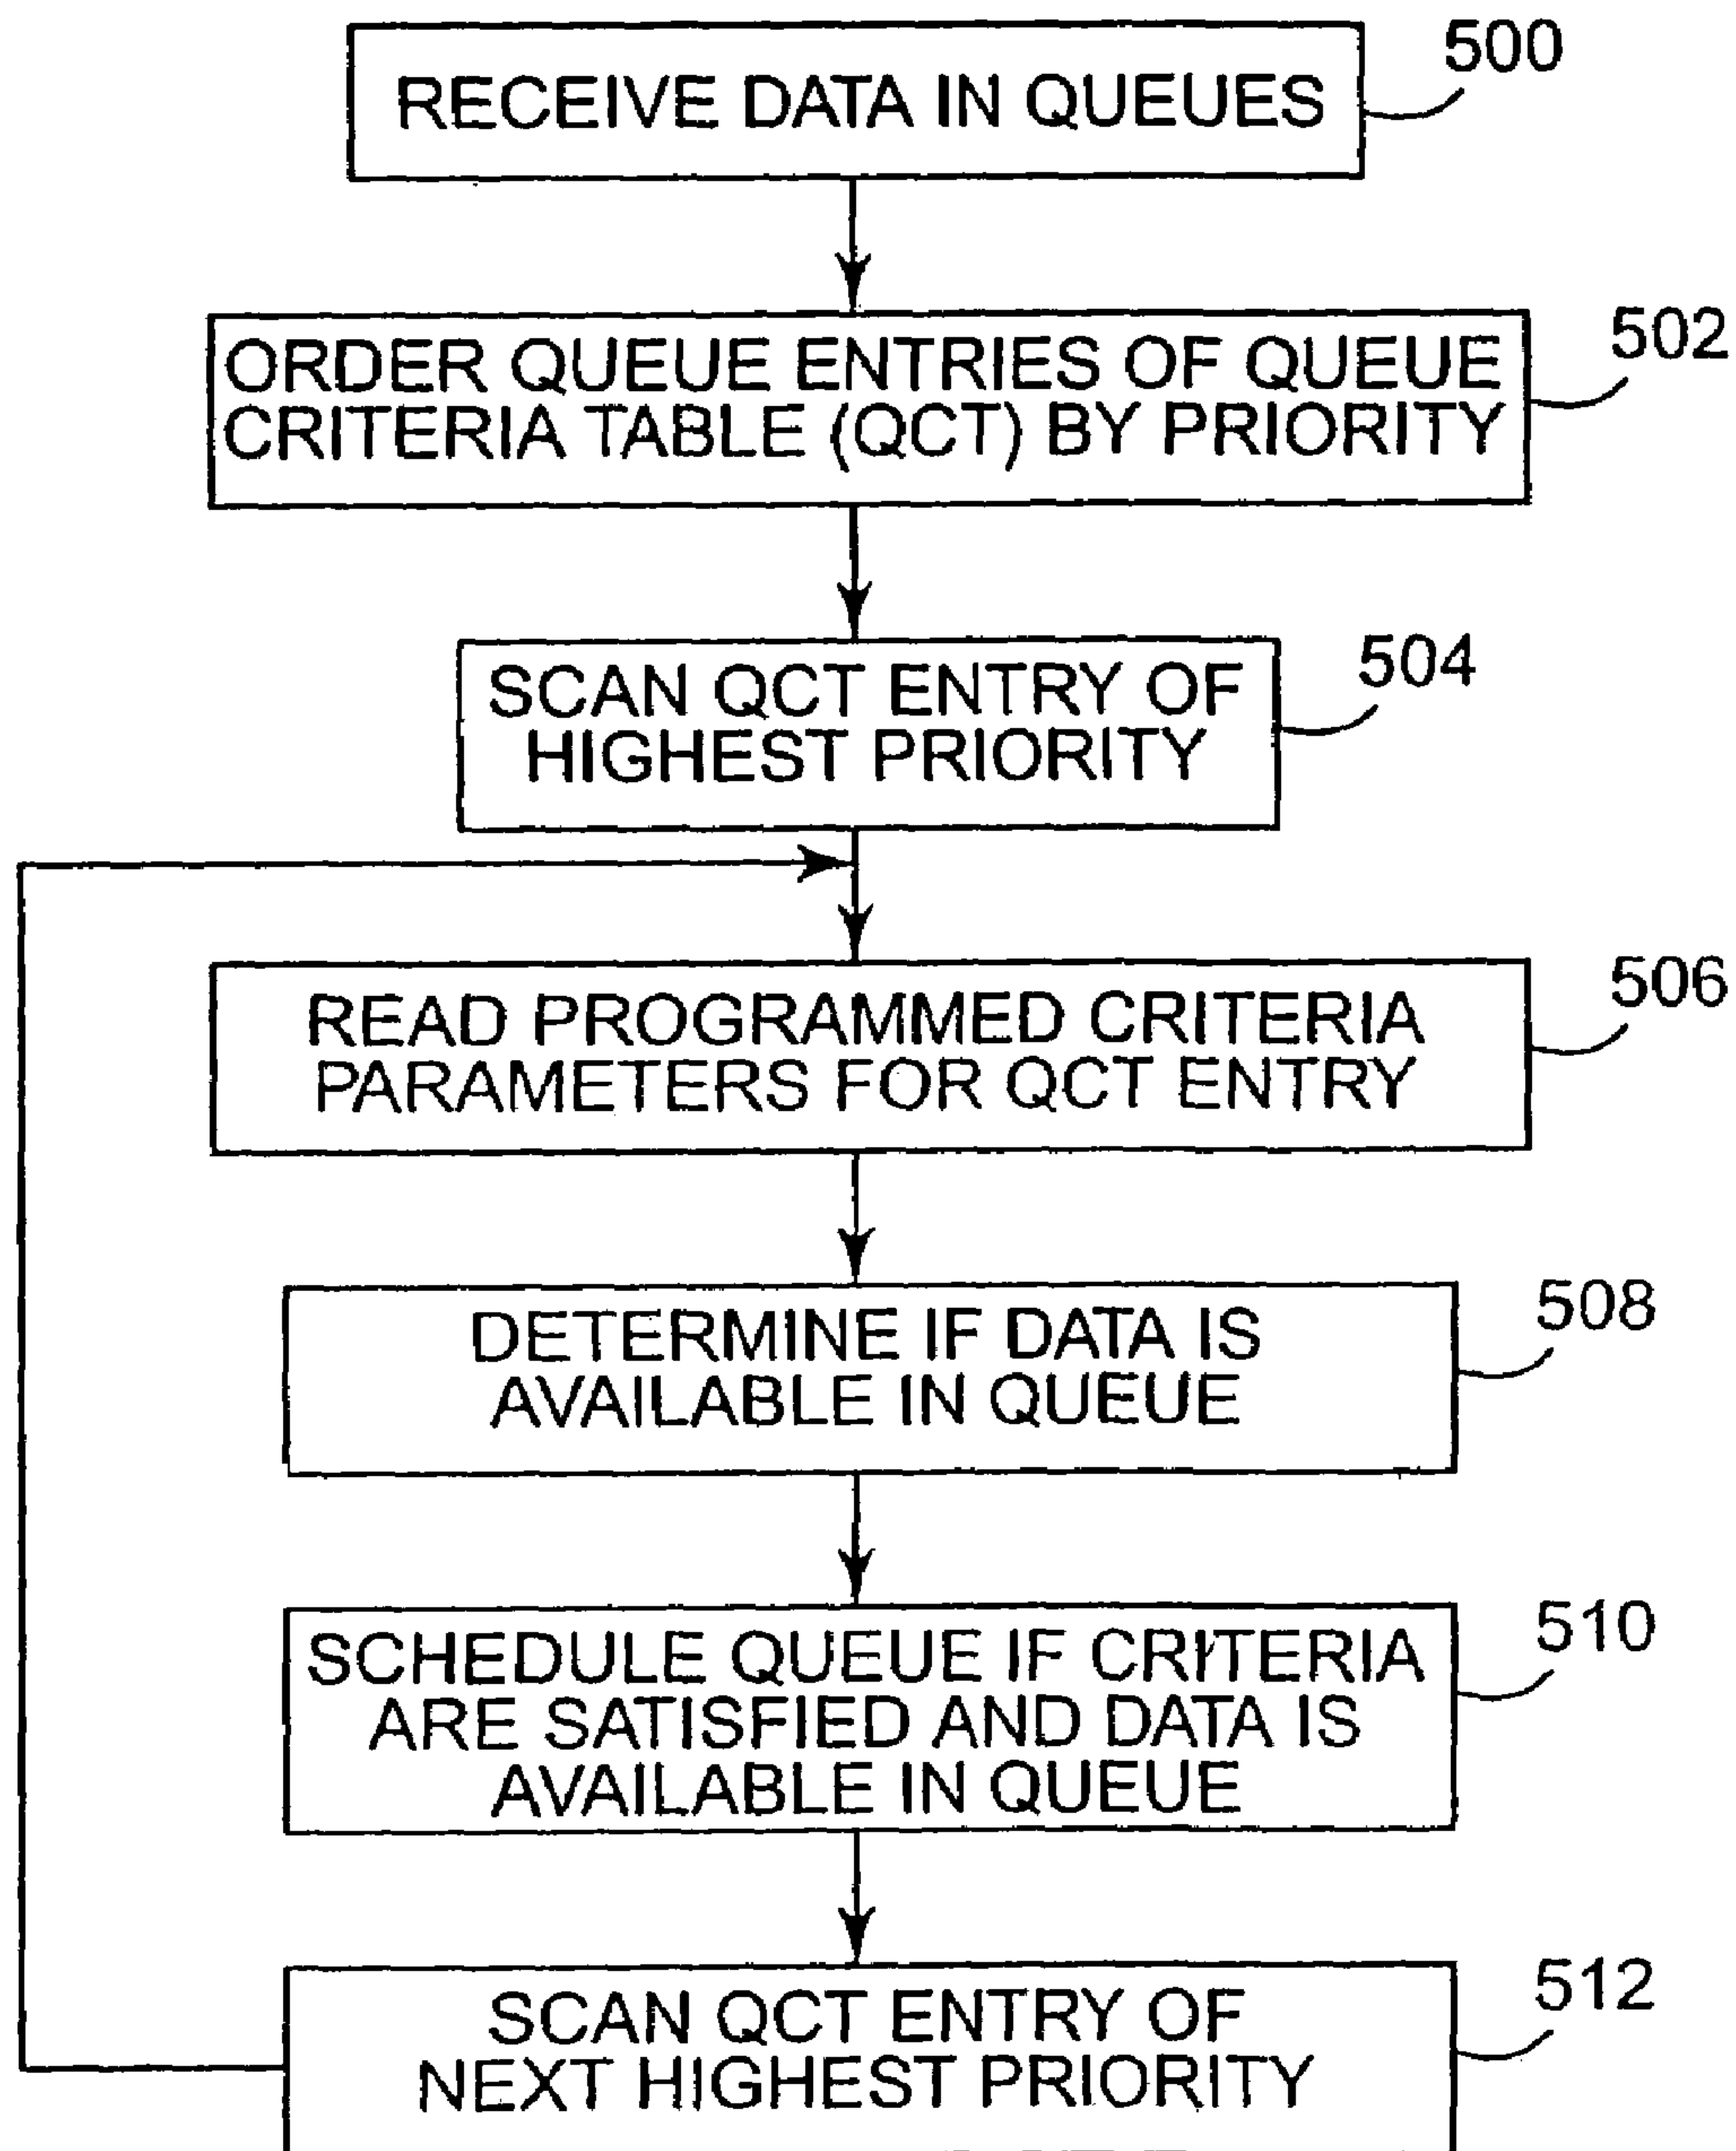 500
RECEIVE DATA IN QUEUES
502
ORDER QUEUE ENTRIES OF QUEUE
CRITERIA TABLE (QCT) BY PRIORITY
504
SCAN QCT ENTRY OF
HIGHEST PRIORITY
506
READ PROGRAMMED CRITERIA
PARAMETERS FOR QCT ENTRY
508
DETERMINE IF DATA IS
AVAILABLE IN QUEUE
510
SCHEDULE QUEUE IF CRITERIA
ARE SATISFIED AND DATA IS
AVAILABLE IN QUEUE
512
SCAN QCT ENTRY OF
NEXT HIGHEST PRIORITY